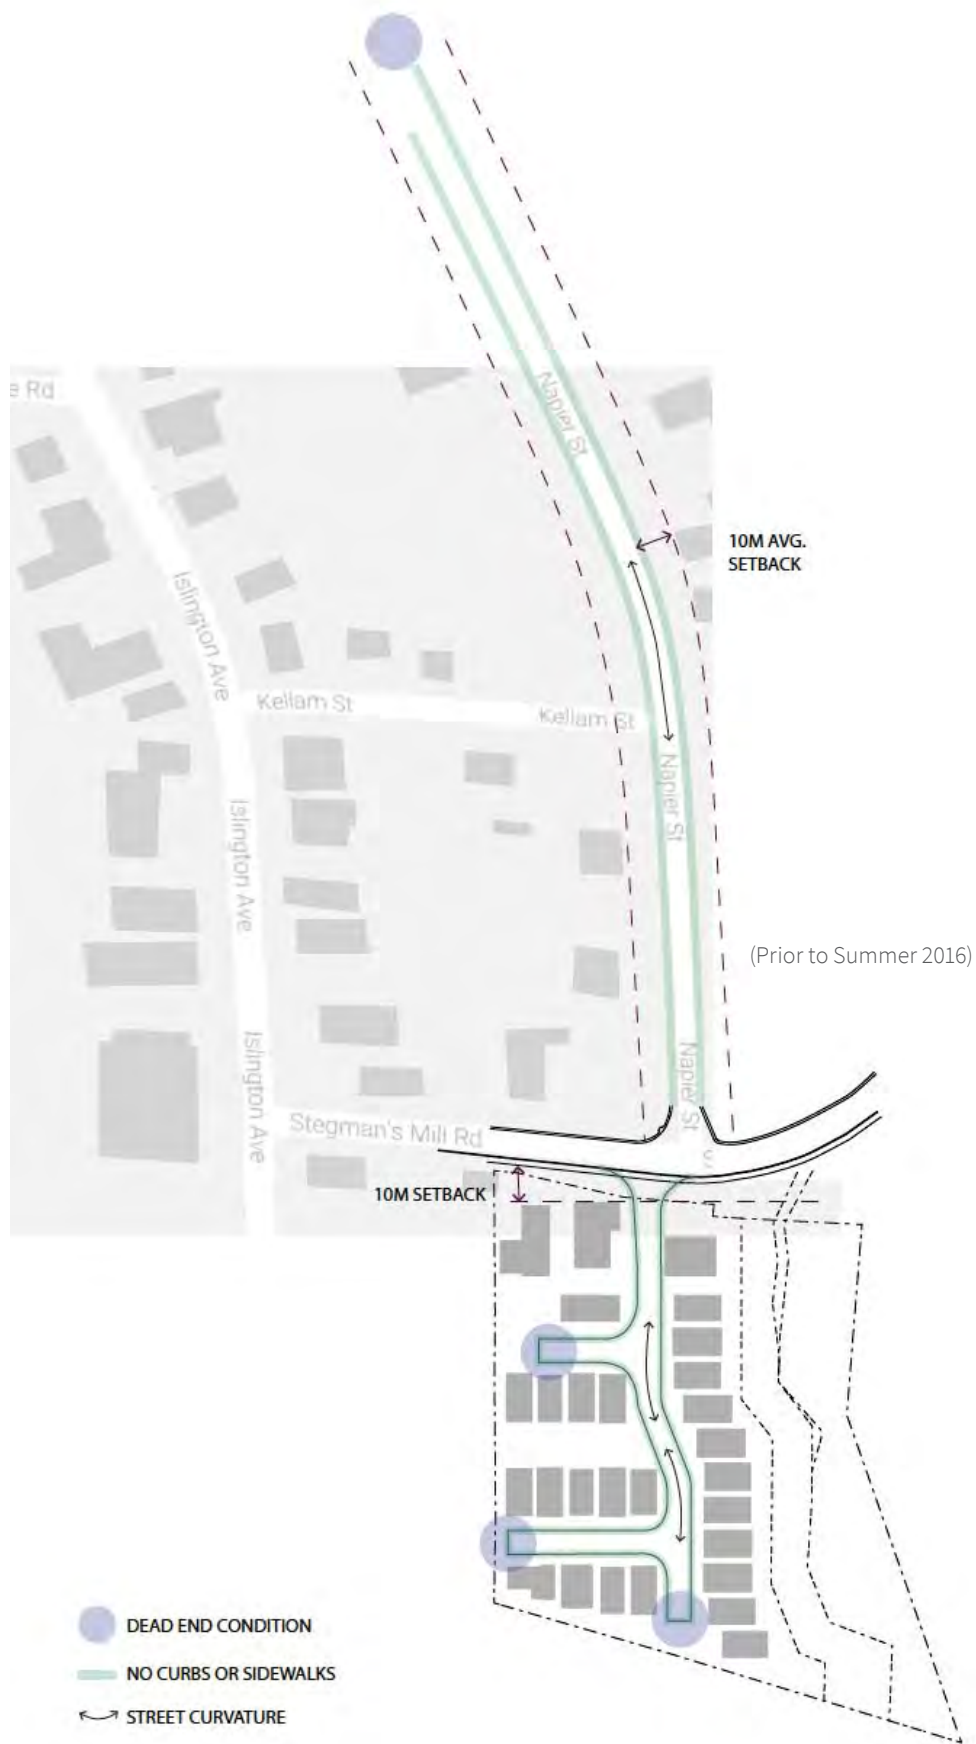 e Rd
Napier St
10M AVG.
SETBACK
Islington Ave
Kellam St
Kellam St
Napier St
Islington Ave
(Prior to Summer 2016)
Islington Ave
Napier St
Stegman's Mill Rd
S
10M SETBACK
DEAD END CONDITION
NO CURBS OR SIDEWALKS
STREET CURVATURE